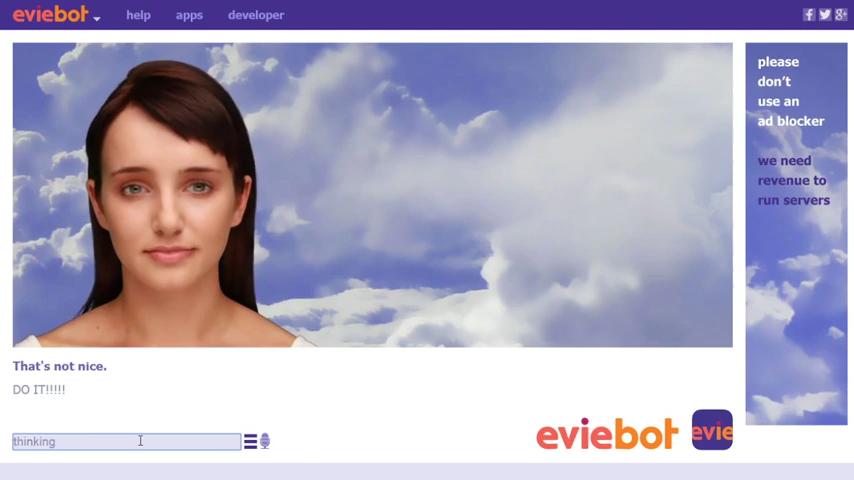 eviebot help apps developer
please
don't
use an
ad blocker
we need
revenue to
run servers
That's not nice.
DO IT!!!!!
thinking
eviebot evie